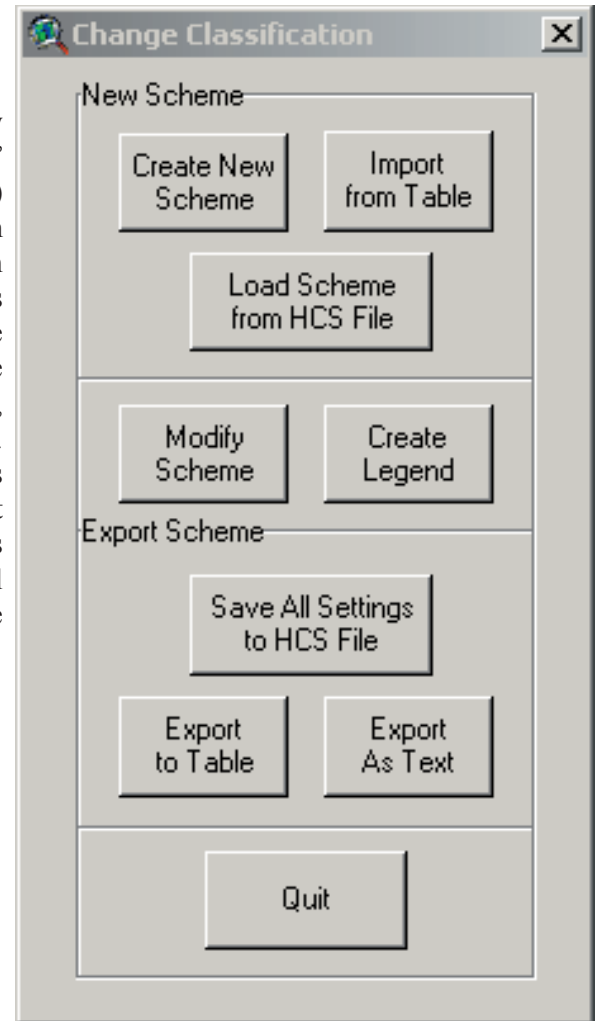 Change Classification
New Scheme
Create New
Scheme
Import
from Table
Load Scheme
from HCS File
Modify
Scheme
Create
Legend
Export Scheme
Save All Settings
to HCS File
Export
to Table
Export
As Text
Quit